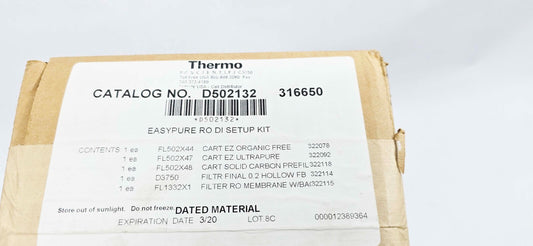 Thermo
SCIENTIFIC
CATALOG NO. D502132 316650
*D502132*
EASYPURE RO DI SETUP KIT
CONTENTS 1 ea FL502X44 CART EZ ORGANIC FREE 322078
1 ea FL502X47 CART EZ ULTRAPURE 322092
1 ea FL502X48 CART SOLID CARBON PREFIL 322118
1 ea D3750 FILTR FINAL 0.2 HOLLOW FB 322114
1 ea FL1332X1 FILTER RO MEMBRANE W/BAG 322115
Store out of sunlight. Do not freeze. DATED MATERIAL
EXPIRATION DATE 3/20 LOT.8C 000012369364